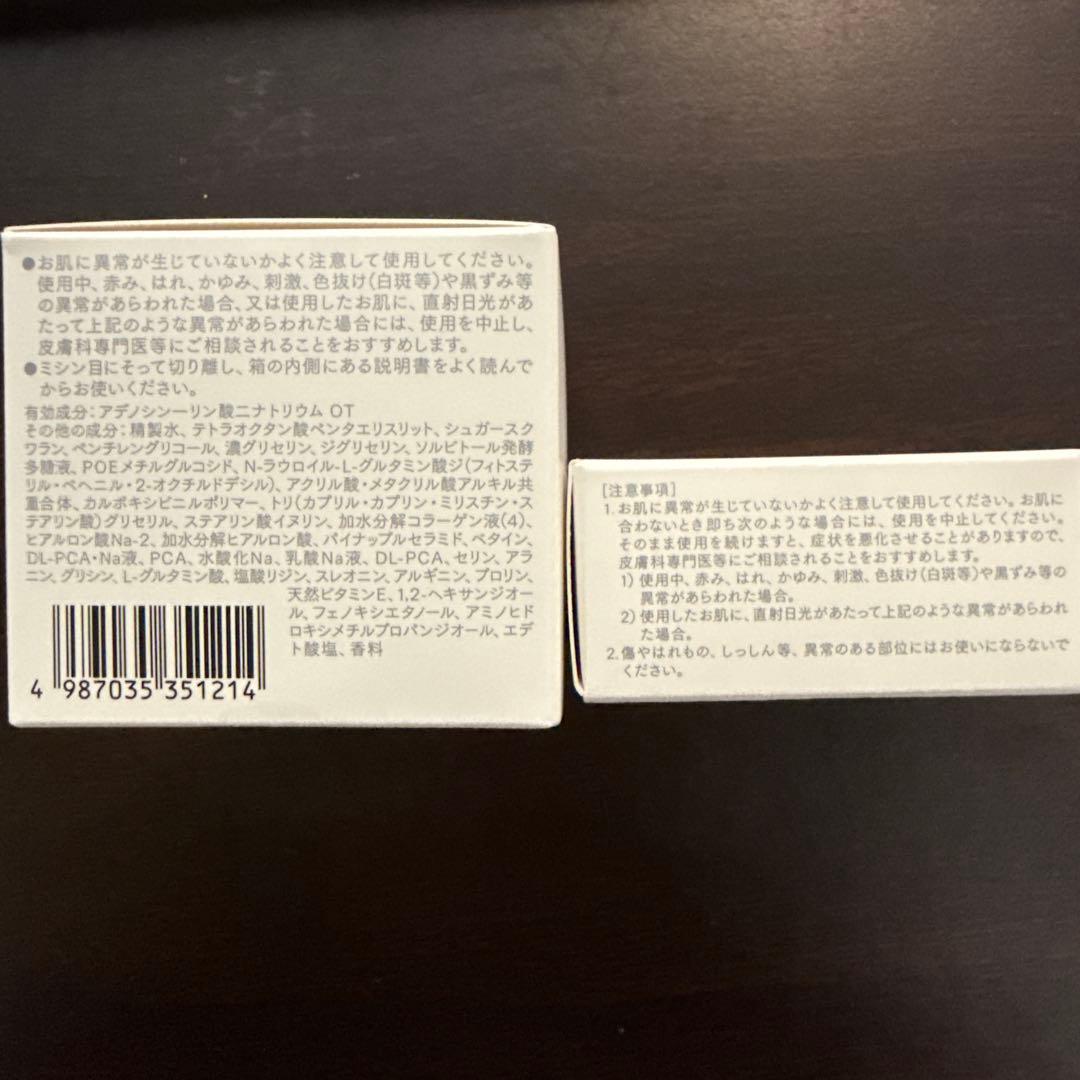 ●お肌に異常が生じていないかよく注意して使用してください。
使用中、赤み、はれ、かゆみ、刺激、色抜け(白斑等)や黒ずみ等
の異常があらわれた場合、又は使用したお肌に、直射日光があ
たって上記のような異常があらわれた場合には、使用を中止し、
皮膚科専門医等にご相談されることをおすすめします。
●ミシン目にそって切り離し、箱の内側にある説明書をよく読んで
からお使いください。
有効成分：アデノシン一リン酸二ナトリウム OT
その他の成分：精製水、テトラオクタン酸ペンタエリスリット、シュガースク
ワラン、ペンチレングリコール、濃グリセリン、ジグリセリン、ソルビトール発酵
多糖液、POEメチルグルコシド、N-ラウロイル-L-グルタミン酸ジ(フィトステ
リル・ベヘニル・2-オクチルドデシル)、アクリル酸・メタクリル酸アルキル共
重合体、カルボキシビニルポリマー、トリ(カプリル・カプリン・ミリスチン・ス
テアリン酸)グリセリル、ステアリン酸イヌリン、加水分解コラーゲン液(4)、
ヒアルロン酸Na-2、加水分解ヒアルロン酸、パイナップルセラミド、ベタイン、
DL-PCA・Na液、PCA、水酸化Na、乳酸Na液、DL-PCA、セリン、アラ
ニン、グリシン、L-グルタミン酸、塩酸リジン、スレオニン、アルギニン、プロリン、
天然ビタミンE、1,2-ヘキサンジオー
ル、フェノキシエタノール、アミノヒド
ロキシメチルプロパンジオール、エデ
ト酸塩、香料
4 987035 351214
[注意事項]
1. お肌に異常が生じていないかよく注意して使用してください。お肌に
合わないとき即ち次のような場合には、使用を中止してください。
そのまま使用を続けますと、症状を悪化させることがありますので、
皮膚科専門医等にご相談されることをおすすめします。
1) 使用中、赤み、はれ、かゆみ、刺激、色抜け(白斑等)や黒ずみ等の
異常があらわれた場合。
2) 使用したお肌に、直射日光があたって上記のような異常があらわれ
た場合。
2. 傷やはれもの、しっしん等、異常のある部位にはお使いにならないで
ください。